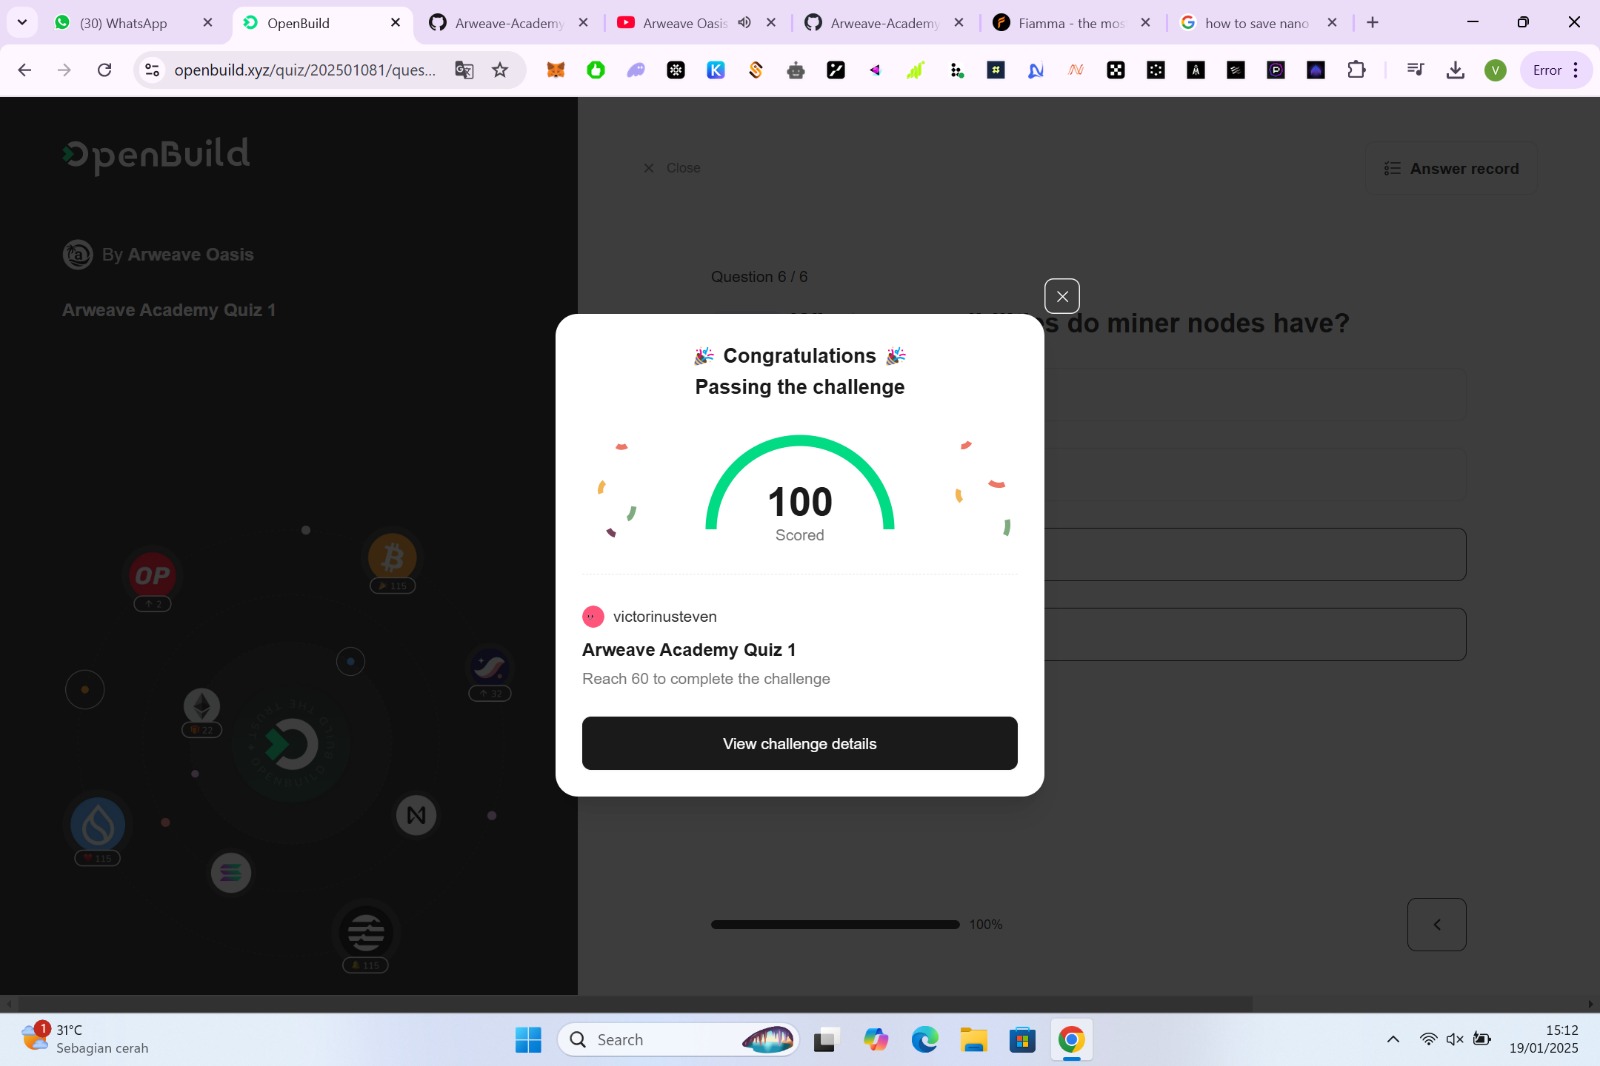 (30) WhatsApp
OpenBuild
Arweave-Academy
Arweave Oasis
Arweave-Academy
Fiamma - the mos
how to save nano
openbuild.xyz/quiz/202501081/ques...
V
Error
OpenBuild
By Arweave Oasis
Arweave Academy Quiz 1
OP
2
115
32
22
115
115
Close
Answer record
Question 6 / 6
s do miner nodes have?
Congratulations
Passing the challenge
100
Scored
victorinusteven
Arweave Academy Quiz 1
Reach 60 to complete the challenge
View challenge details
100%
1
31°C
Sebagian cerah
Search
15:12
19/01/2025